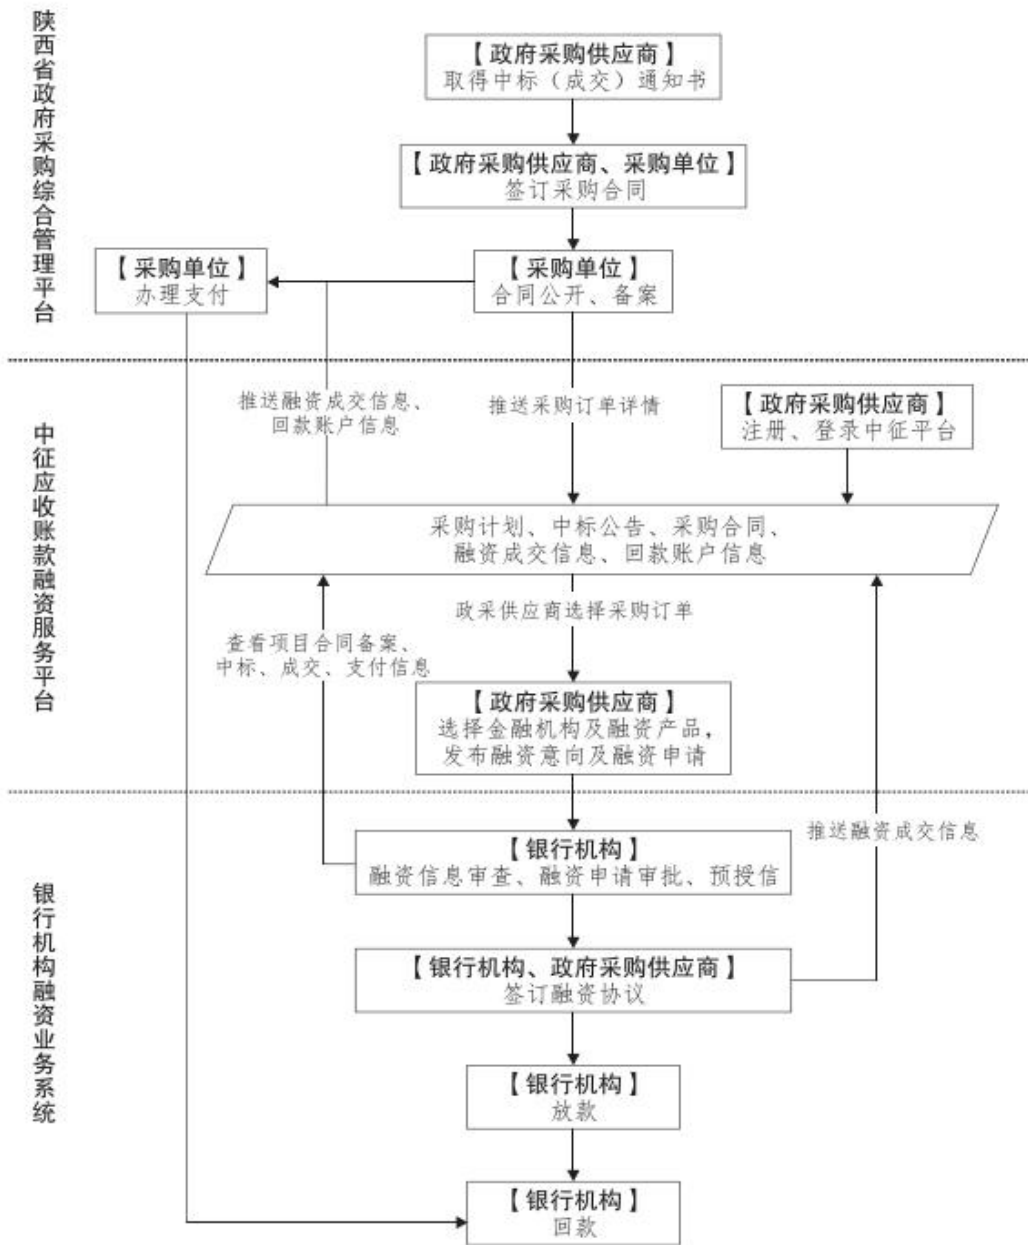 陕西省政府采购综合管理平台
【政府采购供应商】
取得中标（成交）通知书
【政府采购供应商、采购单位】
签订采购合同
【采购单位】
办理支付
【采购单位】
合同公开、备案
中征应收账款融资服务平台
推送融资成交信息、
回款账户信息
推送采购订单详情
【政府采购供应商】
注册、登录中征平台
采购计划、中标公告、采购合同、
融资成交信息、回款账户信息
政采供应商选择采购订单
查看项目合同备案、
中标、成交、支付信息
【政府采购供应商】
选择金融机构及融资产品，
发布融资意向及融资申请
银行机构融资业务系统
推送融资成交信息
【银行机构】
融资信息审查、融资申请审批、预授信
【银行机构、政府采购供应商】
签订融资协议
【银行机构】
放款
【银行机构】
回款